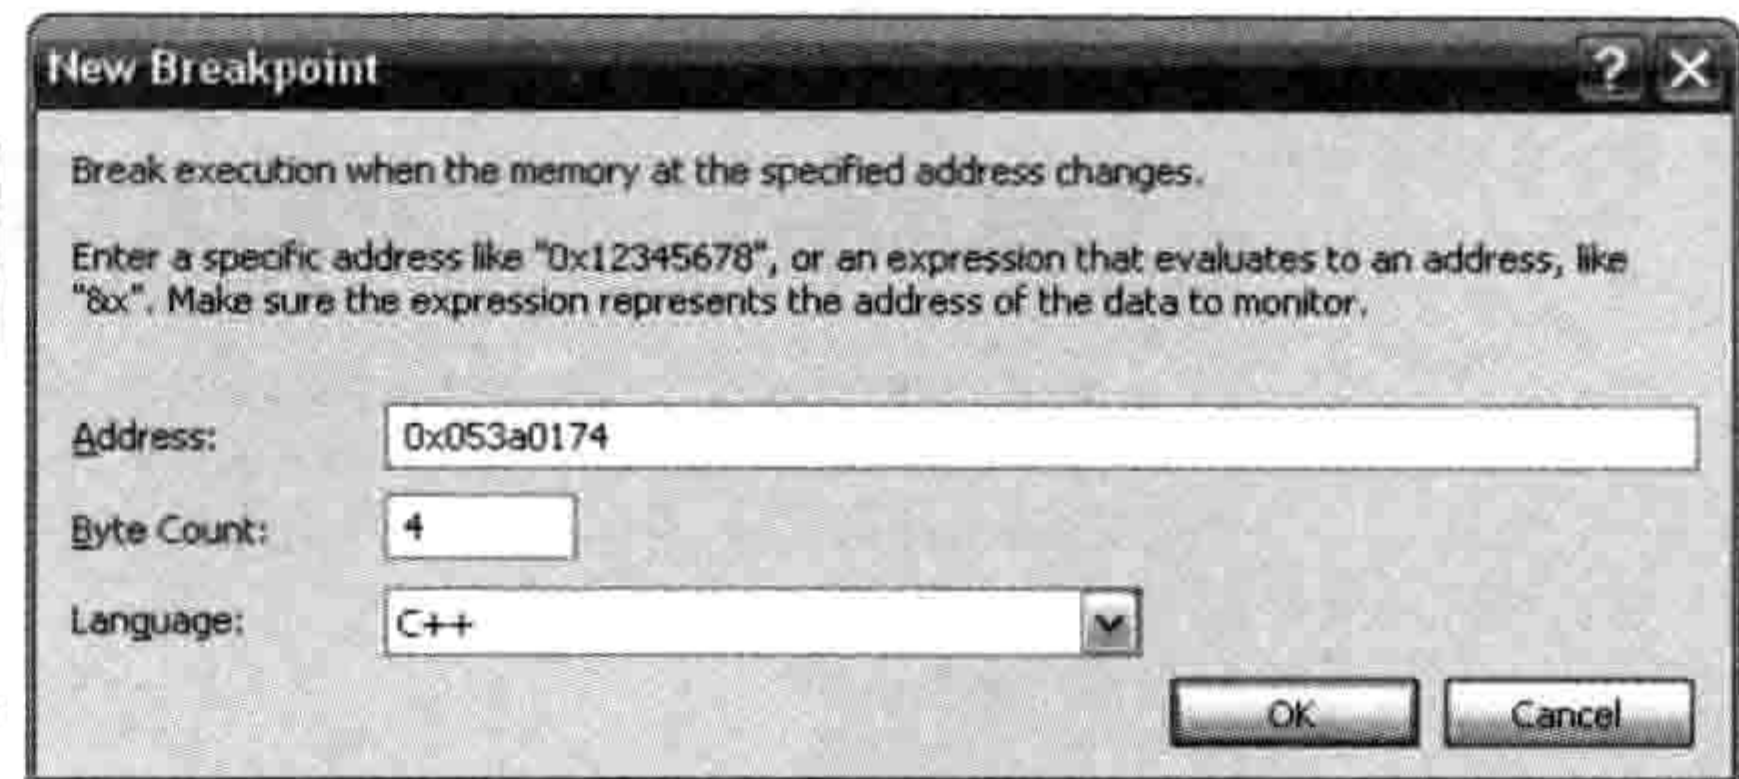 New Breakpoint
Break execution when the memory at the specified address changes.
Enter a specific address like "0x12345678", or an expression that evaluates to an address, like
"&x". Make sure the expression represents the address of the data to monitor.
Address: 0x053a0174
Byte Count: 4
Language: C++
OK Cancel